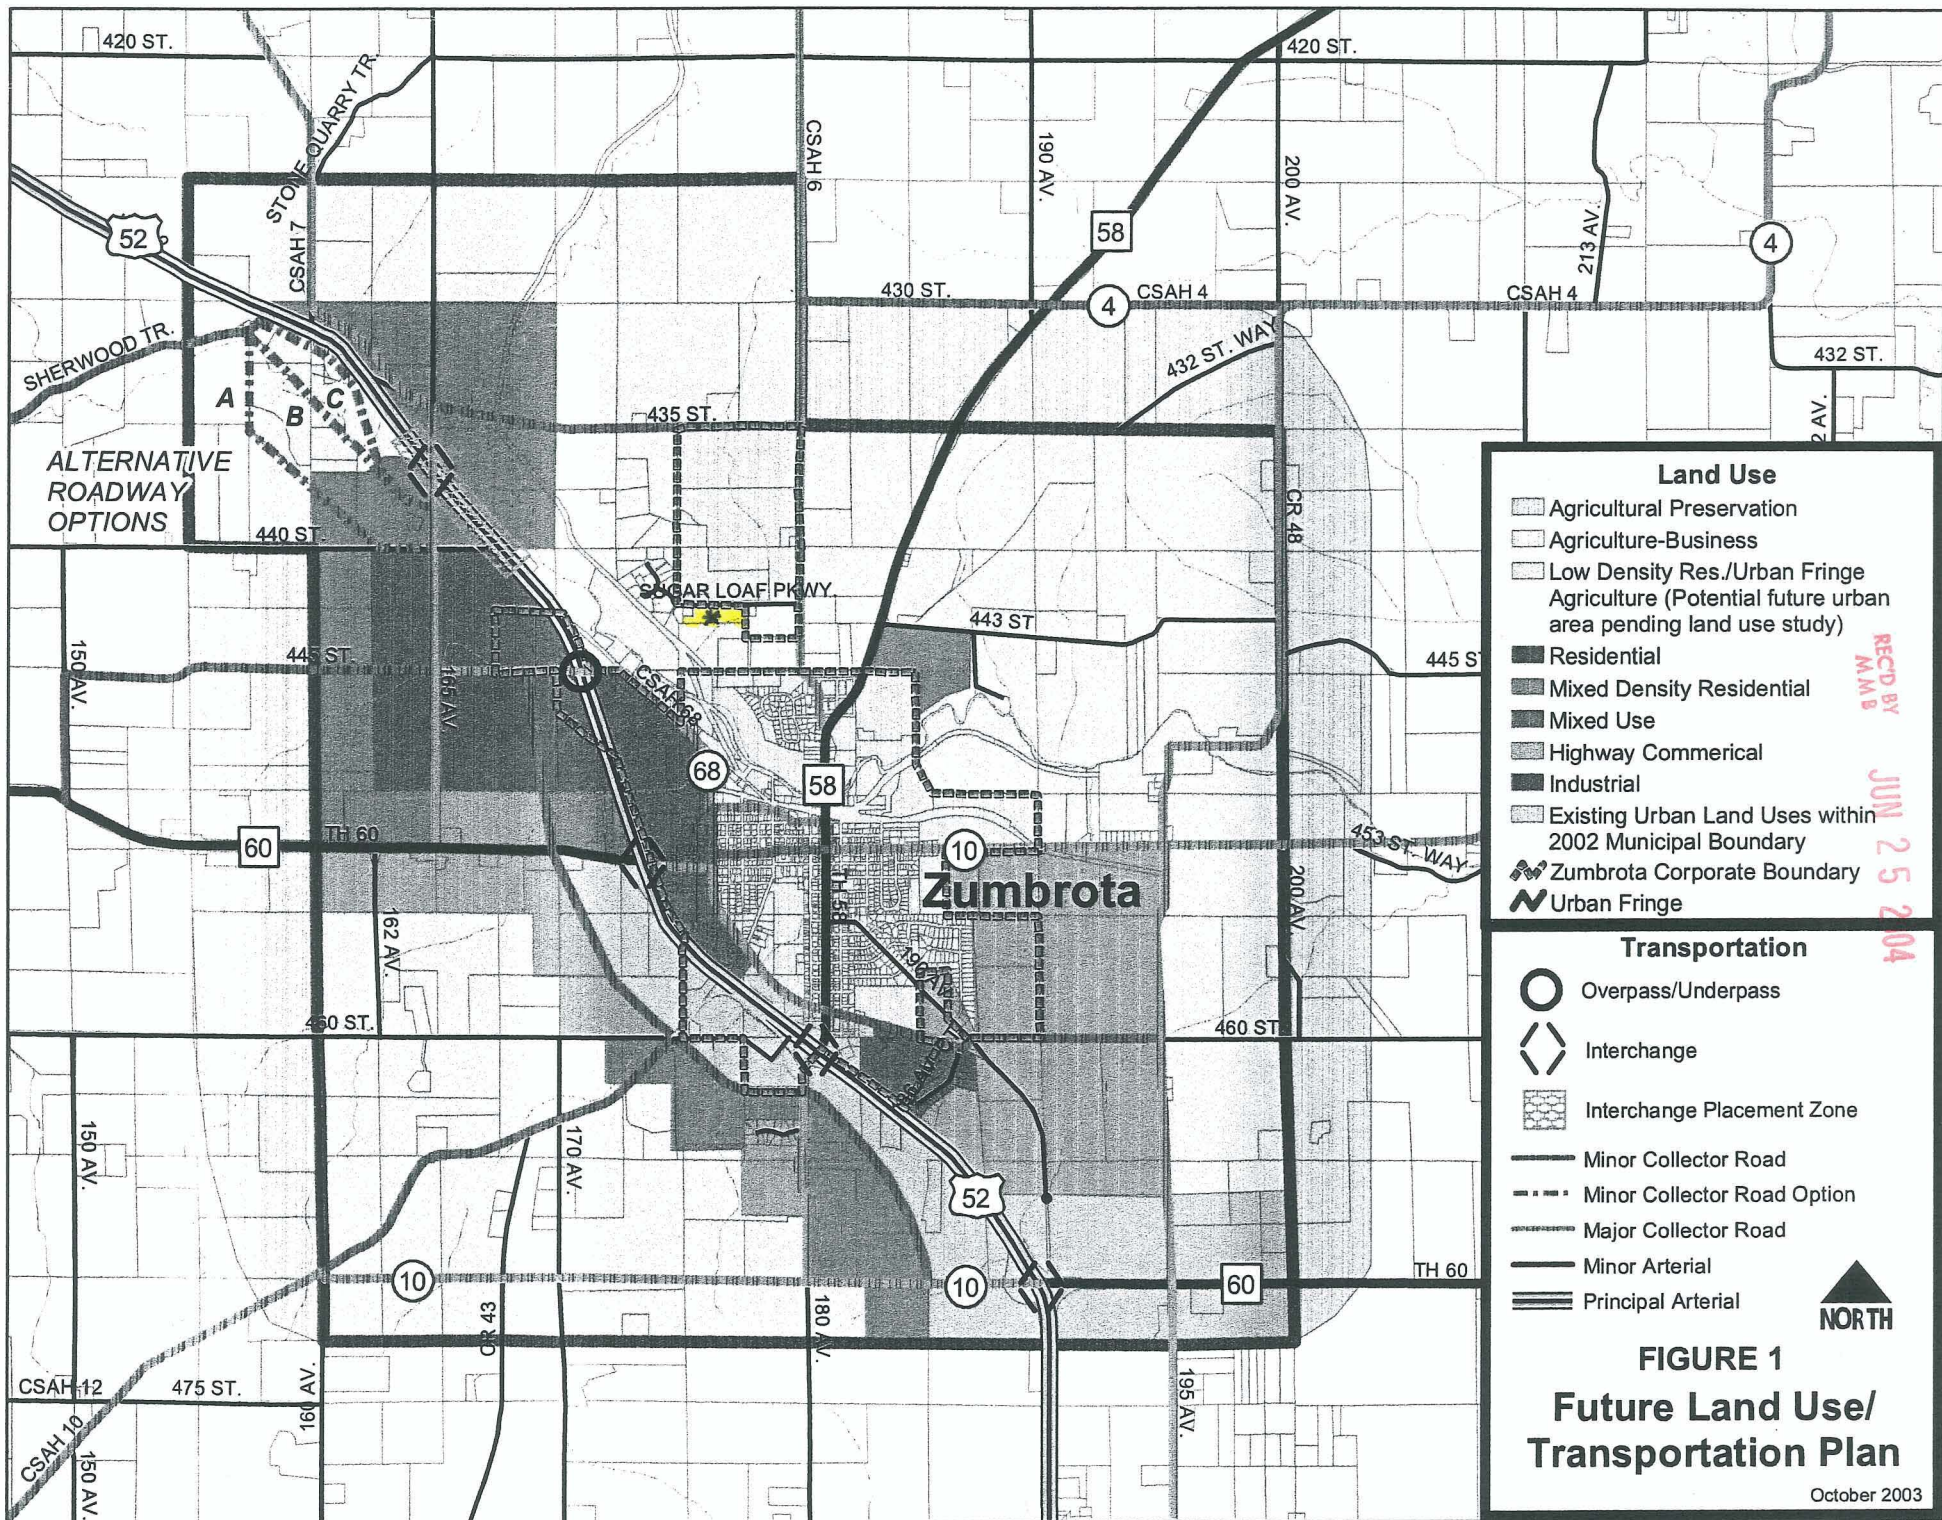 420 ST.
420 ST.
STONE QUARRY TR.
CSAH 6
190 AV.
200 AV.
213 AV.
52
58
4
CSAH 7
430 ST.
4
CSAH 4
CSAH 4
432 ST. WAY
432 ST.
SHERWOOD TR.
A
B
C
435 ST.
2 AV.
ALTERNATIVE
ROADWAY
OPTIONS
440 ST.
CR 48
SUGAR LOAF PKWY.
443 ST
150 AV.
445 ST.
165 AV
CSAH 68
445 ST
68
58
60
TH 60
10
453 ST. WAY
Zumbrota
TH 58
200 AV.
162 AV.
190 AV.
460 ST.
460 ST.
150 AV.
170 AV.
52
10
10
60
TH 60
CR 43
180 AV.
CSAH 12
475 ST.
160 AV.
195 AV.
CSAH 10
150 AV.
Land Use
Agricultural Preservation
Agriculture-Business
Low Density Res./Urban Fringe
Agriculture (Potential future urban
area pending land use study)
Residential
Mixed Density Residential
Mixed Use
Highway Commerical
Industrial
Existing Urban Land Uses within
2002 Municipal Boundary
Zumbrota Corporate Boundary
Urban Fringe
REC'D BY
MMB
JUN 25 2004
Transportation
Overpass/Underpass
Interchange
Interchange Placement Zone
Minor Collector Road
Minor Collector Road Option
Major Collector Road
Minor Arterial
Principal Arterial
NORTH
FIGURE 1
Future Land Use/
Transportation Plan
October 2003